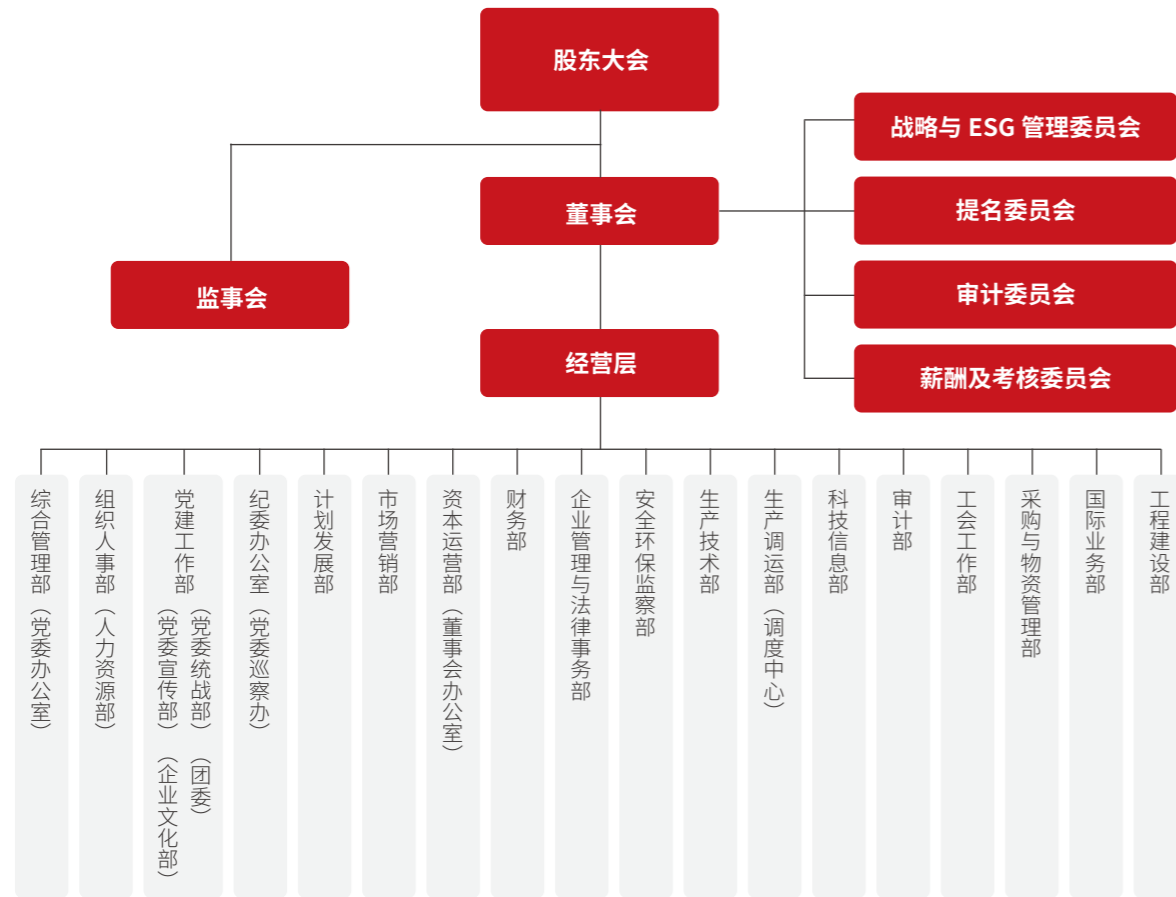 股东大会
战略与 ESG 管理委员会
董事会
提名委员会
监事会
审计委员会
经营层
薪酬及考核委员会
综合管理部（党委办公室）
组织人事部（人力资源部）
党建工作部
（党委统战部）（团委）
（党委宣传部）（企业文化部）
纪委办公室（党委巡察办）
计划发展部
市场营销部
资本运营部（董事会办公室）
财务部
企业管理与法律事务部
安全环保监察部
生产技术部
生产调运部（调度中心）
科技信息部
审计部
工会工作部
采购与物资管理部
国际业务部
工程建设部